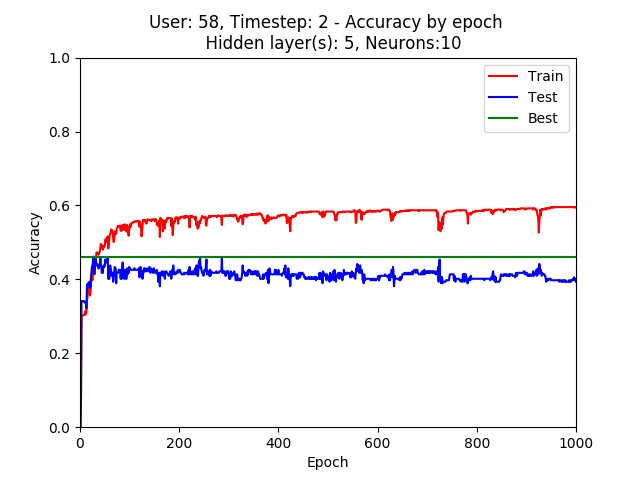 User: 58, Timestep: 2 - Accuracy by epoch
Hidden layer(s): 5, Neurons:10
1.0
Train
Test
Best
0.8
0.6
Accuracy
0.4
0.2
0.0
0 200 400 600 800 1000
Epoch